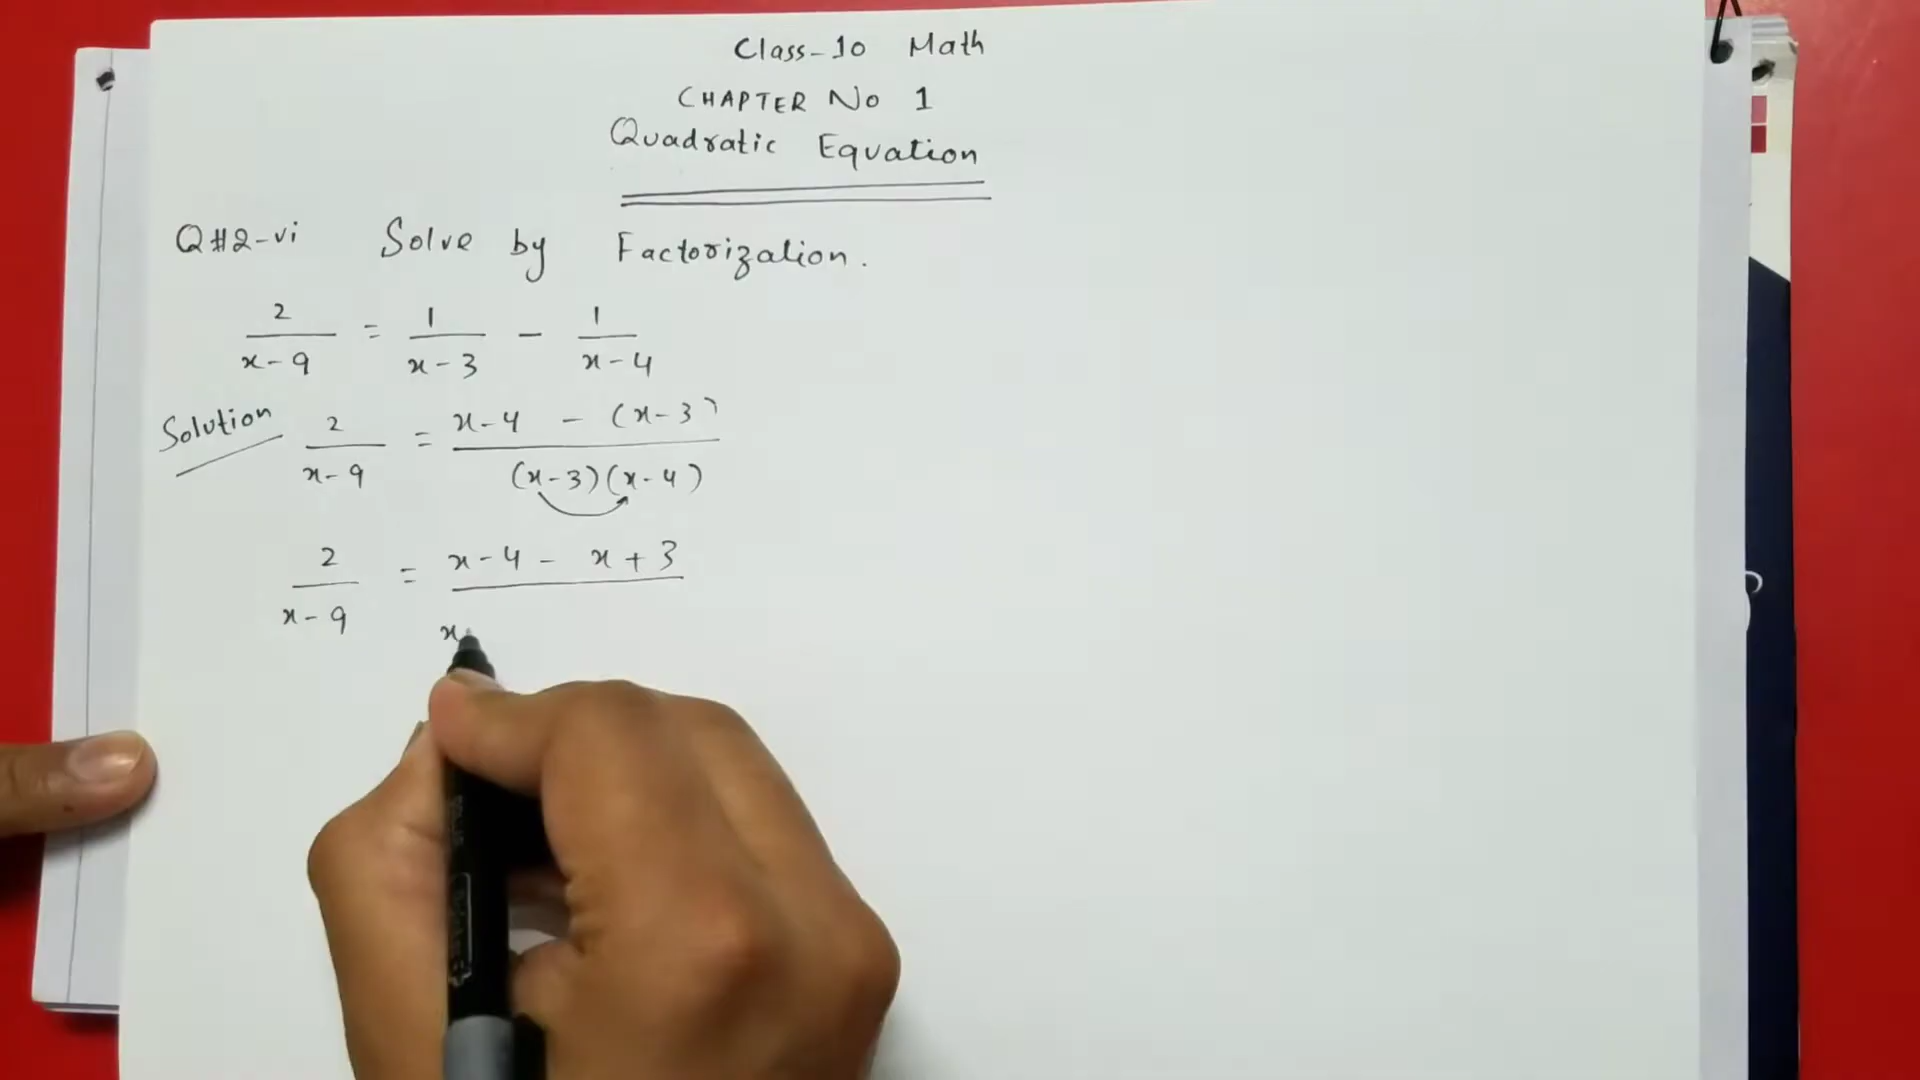 Class-10 Math
CHAPTER No 1
Quadratic Equation
Q#2-vi Solve by Factorization.
2/(x-9) = 1/(x-3) - 1/(x-4)
Solution 2/(x-9) = (x-4 - (x-3))/((x-3)(x-4))
2/(x-9) = (x-4 - x+3)/(x